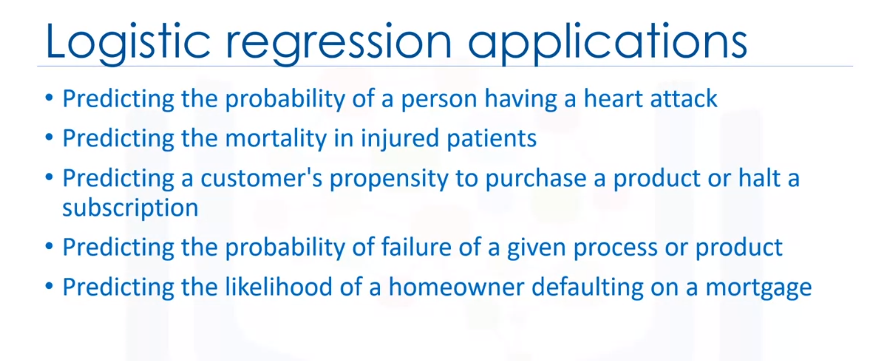 Logistic regression applications
• Predicting the probability of a person having a heart attack
• Predicting the mortality in injured patients
• Predicting a customer's propensity to purchase a product or halt a
subscription
• Predicting the probability of failure of a given process or product
• Predicting the likelihood of a homeowner defaulting on a mortgage